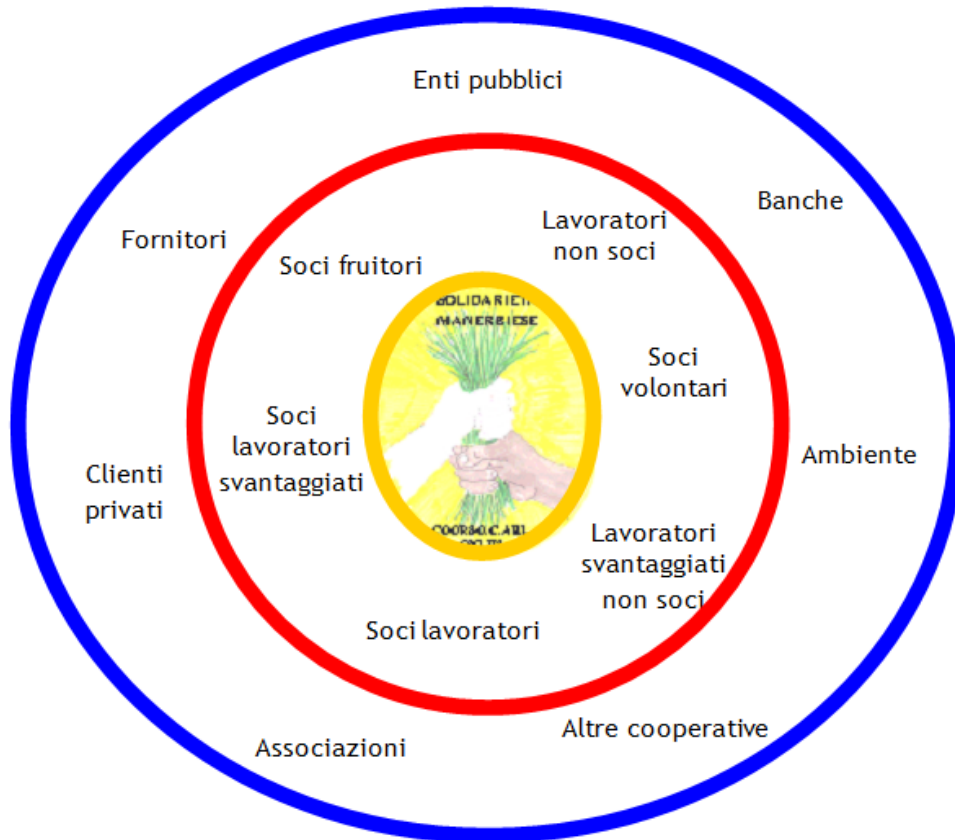 Enti pubblici
Banche
Fornitori
Lavoratori
non soci
Soci fruitori
MANERBIESE
Soci
volontari
Soci
lavoratori
svantaggiati
Ambiente
Clienti
privati
Lavoratori
svantaggiati
non soci
Soci lavoratori
Altre cooperative
Associazioni